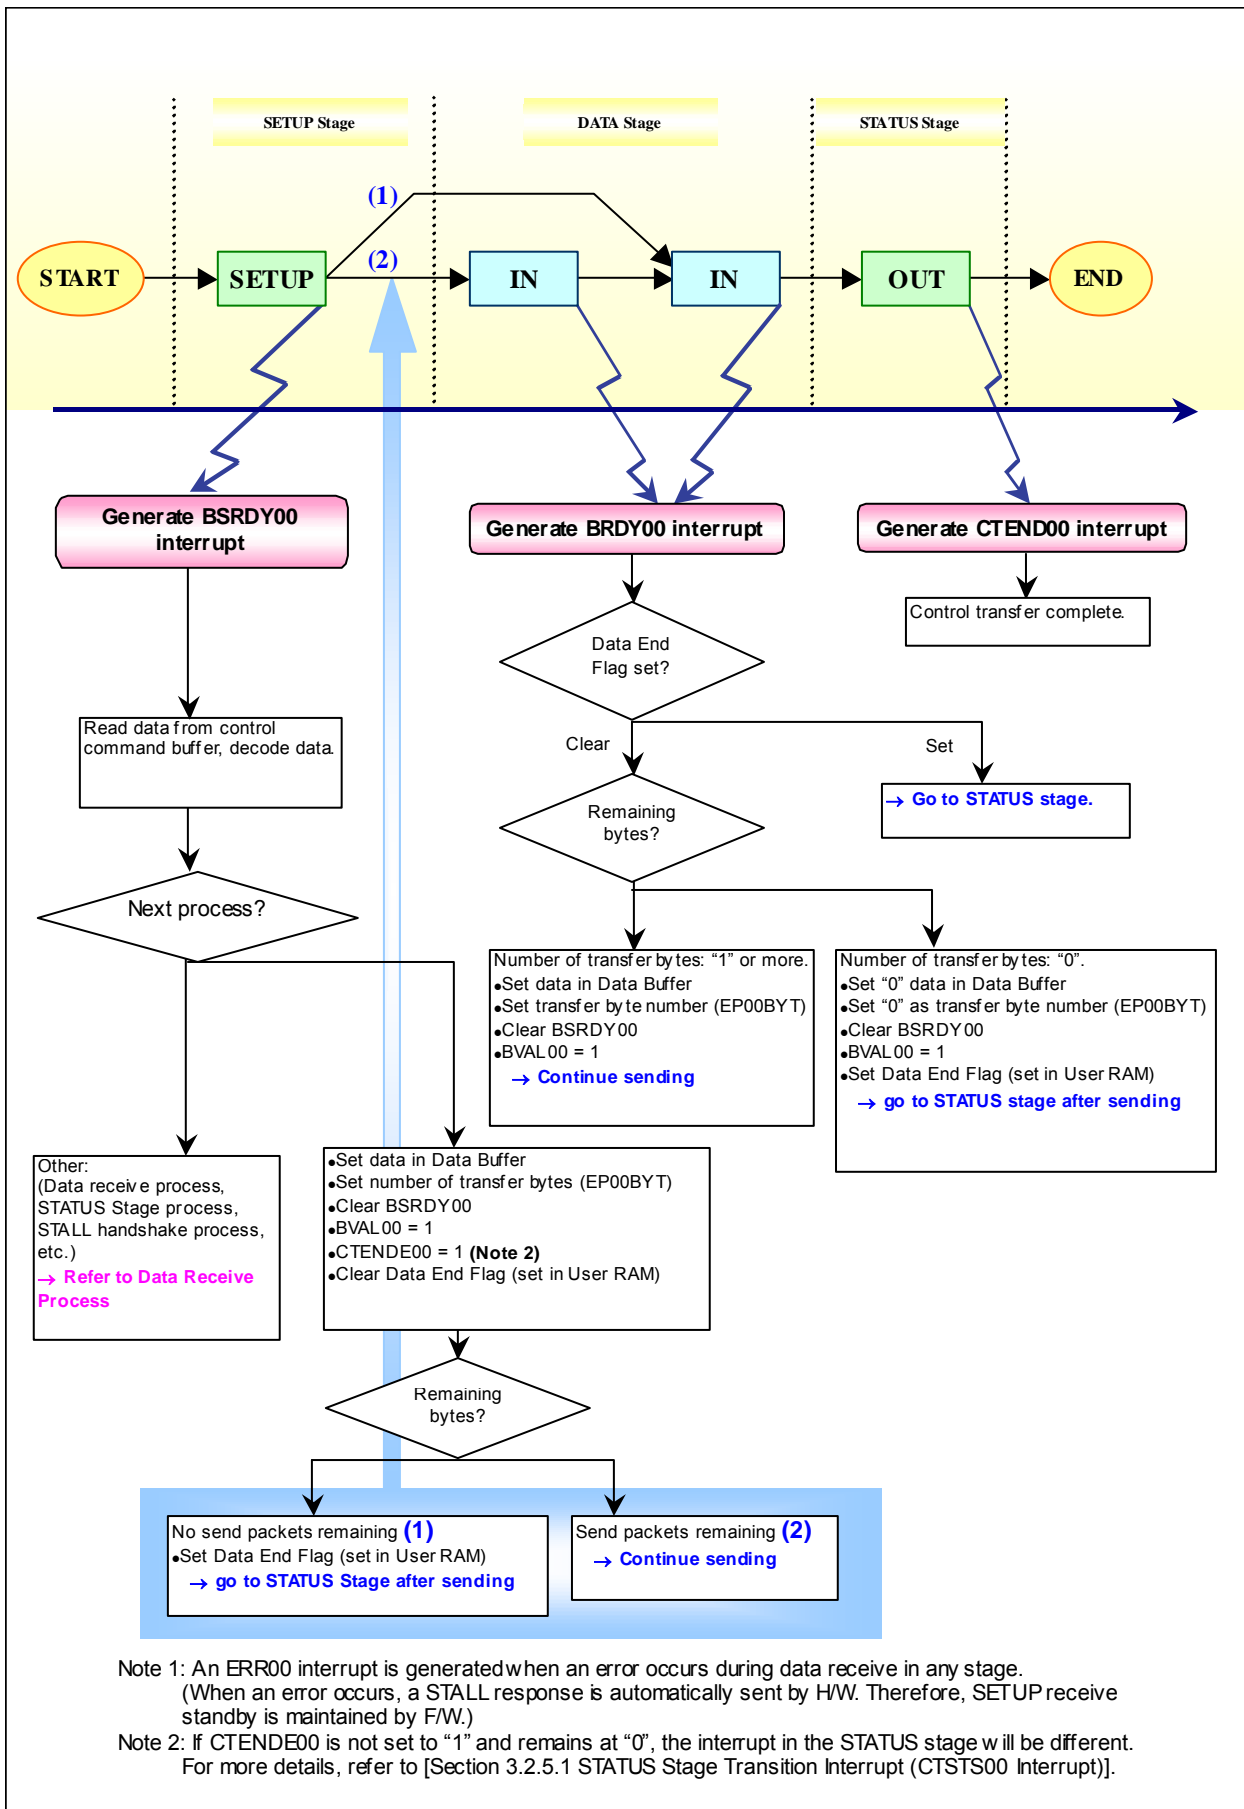 SETUP Stage
DATA Stage
STATUS Stage
(1)
(2)
START
SETUP
IN
IN
OUT
END
Generate BSRDY00
interrupt
Generate BRDY00 interrupt
Generate CTEND00 interrupt
Control transfer complete.
Data End
Flag set?
Read data from control
command buffer, decode data.
Clear
Set
→ Go to STATUS stage.
Remaining
bytes?
Next process?
Number of transfer bytes: “1” or more.
●Set data in Data Buffer
●Set transfer byte number (EP00BYT)
●Clear BSRDY00
●BVAL00 = 1
→ Continue sending
Number of transfer bytes: “0”.
●Set “0” data in Data Buffer
●Set “0” as transfer byte number (EP00BYT)
●Clear BSRDY00
●BVAL00 = 1
●Set Data End Flag (set in User RAM)
→ go to STATUS stage after sending
Other:
(Data receive process,
STATUS Stage process,
STALL handshake process,
etc.)
→ Refer to Data Receive
Process
●Set data in Data Buffer
●Set number of transfer bytes (EP00BYT)
●Clear BSRDY00
●BVAL00 = 1
●CTENDE00 = 1 (Note 2)
●Clear Data End Flag (set in User RAM)
Remaining
bytes?
No send packets remaining (1)
●Set Data End Flag (set in User RAM)
→ go to STATUS Stage after sending
Send packets remaining (2)
→ Continue sending
Note 1: An ERR00 interrupt is generated when an error occurs during data receive in any stage.
(When an error occurs, a STALL response is automatically sent by H/W. Therefore, SETUP receive
standby is maintained by F/W.)
Note 2: If CTENDE00 is not set to “1” and remains at “0”, the interrupt in the STATUS stage will be different.
For more details, refer to [Section 3.2.5.1 STATUS Stage Transition Interrupt (CTSTS00 Interrupt)].